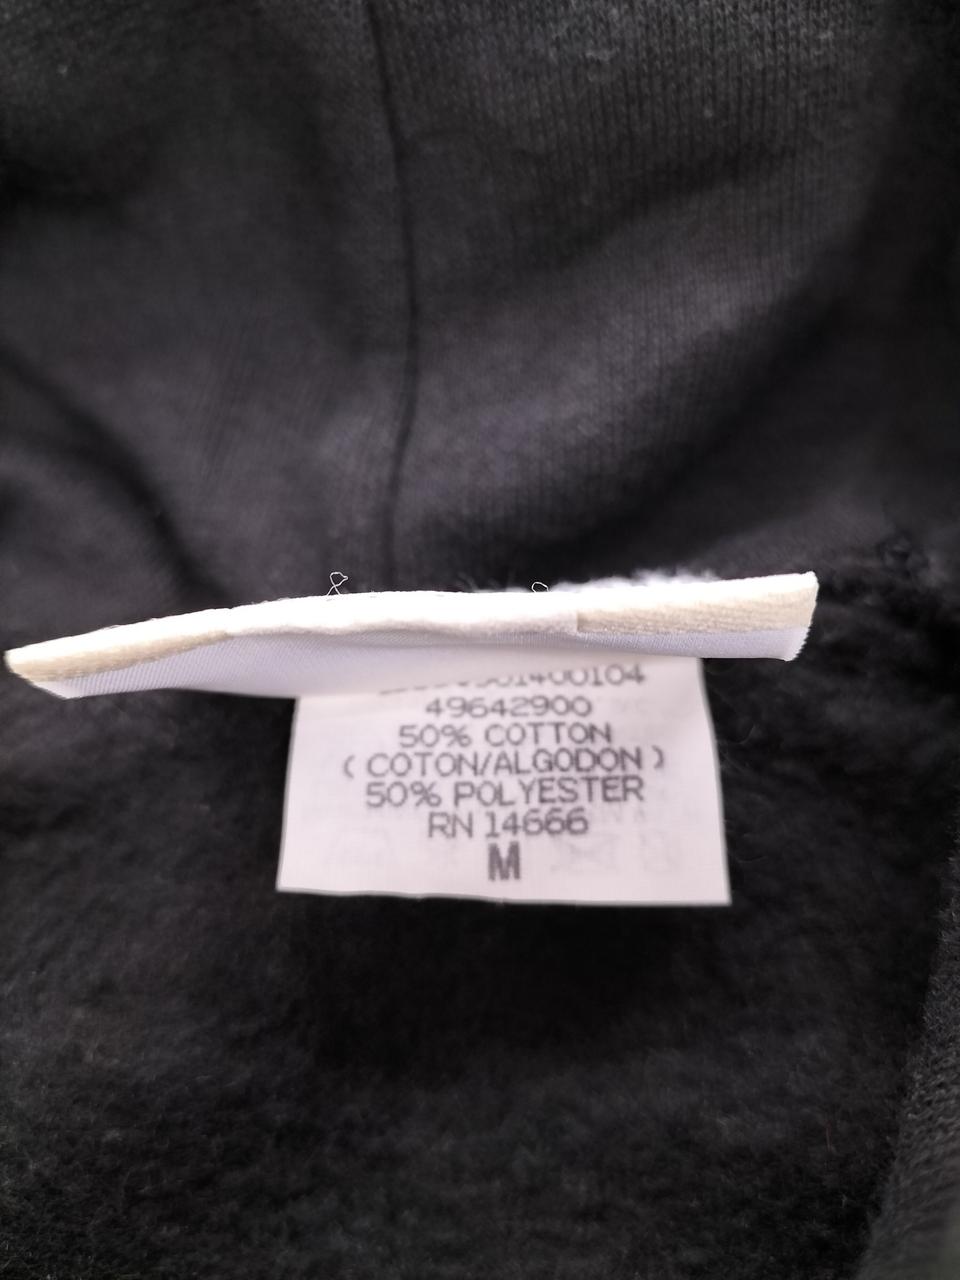 49642900
50% COTTON
( COTON/ALGODON )
50% POLYESTER
RN 14666
M